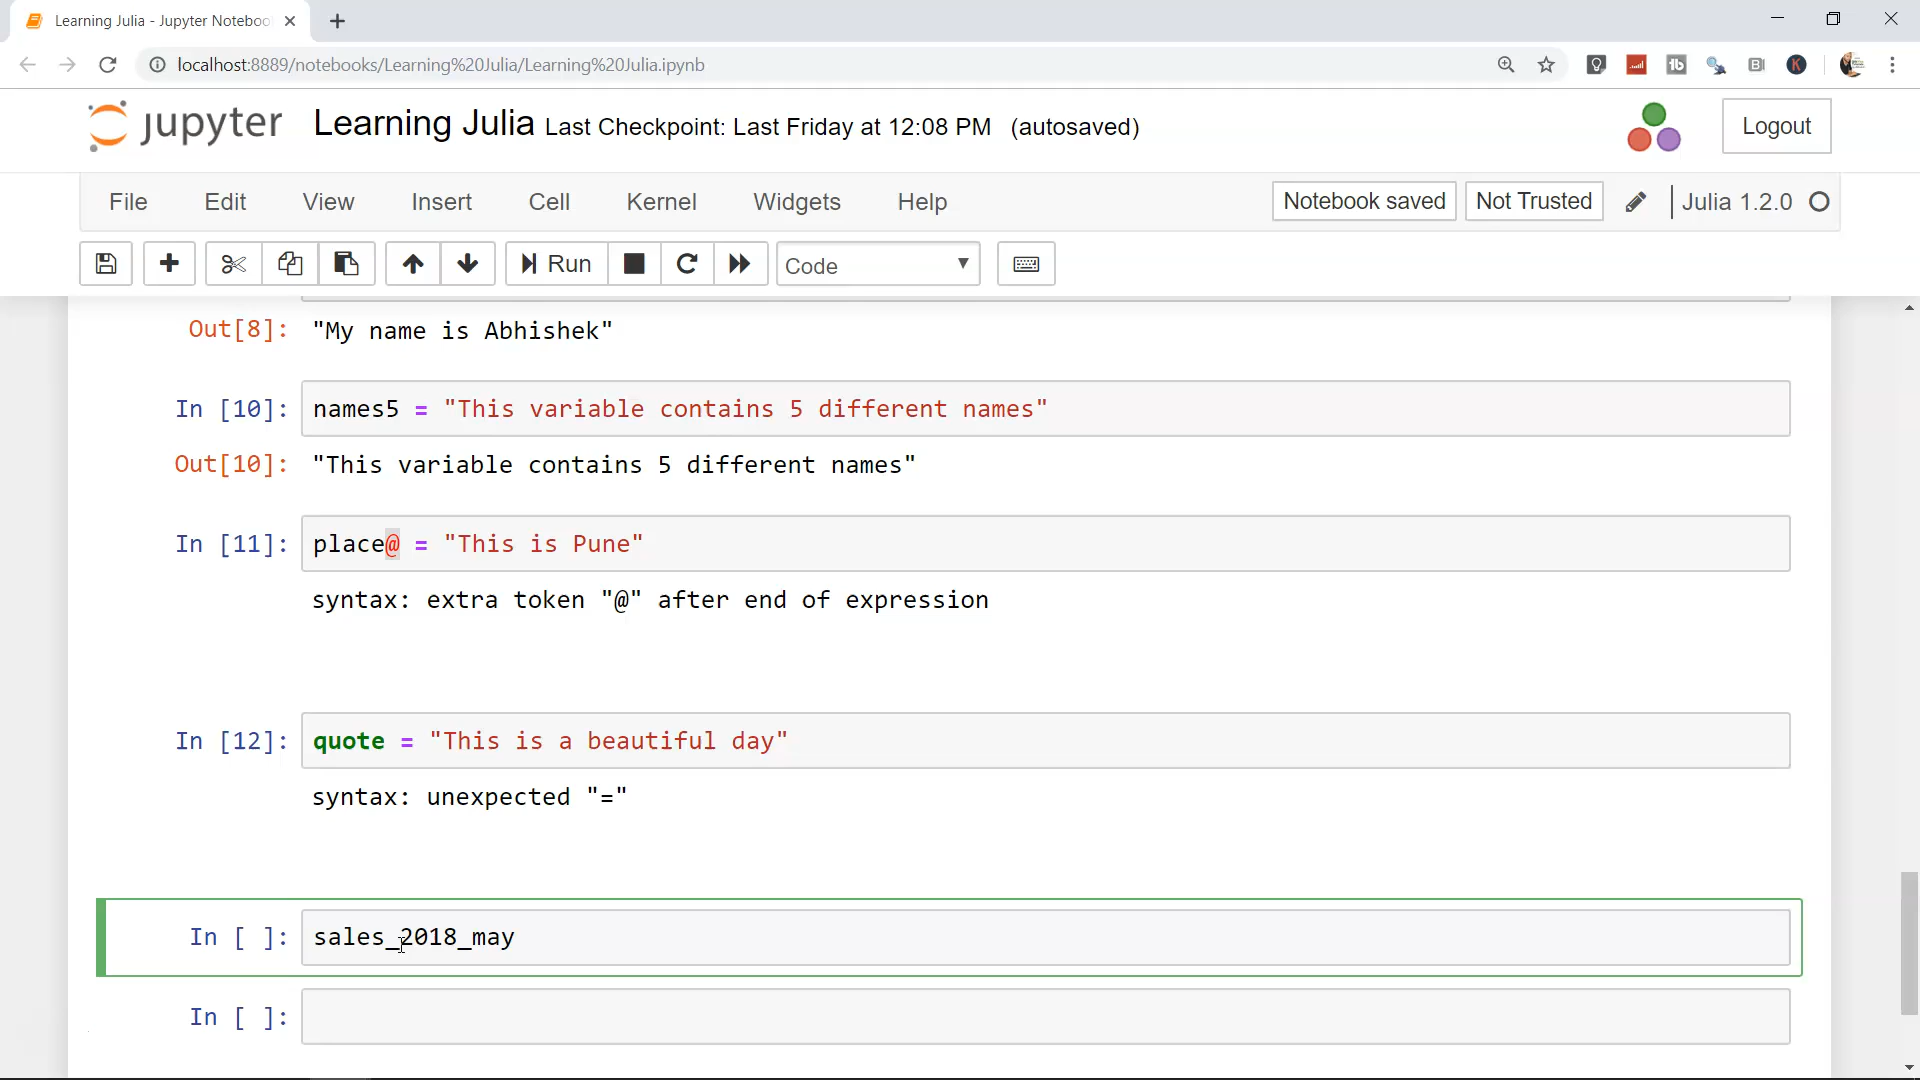 Learning Julia - Jupyter Noteboo
localhost:8889/notebooks/Learning%20Julia/Learning%20Julia.ipynb
jupyter Learning Julia Last Checkpoint: Last Friday at 12:08 PM (autosaved)
Logout
File Edit View Insert Cell Kernel Widgets Help
Notebook saved Not Trusted Julia 1.2.0
Run Code
Out[8]: "My name is Abhishek"
In [10]: names5 = "This variable contains 5 different names"
Out[10]: "This variable contains 5 different names"
In [11]: place@ = "This is Pune"
syntax: extra token "@" after end of expression
In [12]: quote = "This is a beautiful day"
syntax: unexpected "="
In [ ]: sales_2018_may
In [ ]: